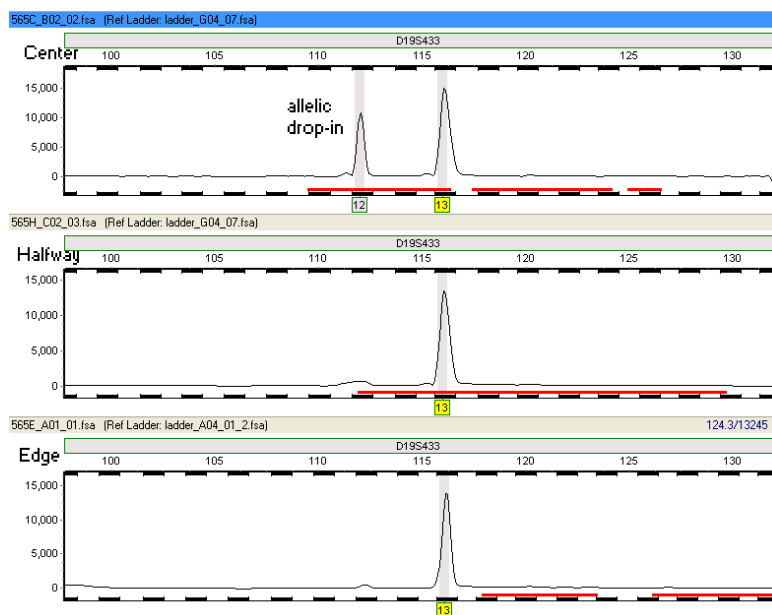 565C_B02_02.fsa (Ref Ladder: ladder_G04_07.fsa)
D19S433
Center
100 105 110 115 120 125 130
15,000
allelic
10,000
drop-in
5,000
0
12 13
565H_C02_03.fsa (Ref Ladder: ladder_G04_07.fsa)
D19S433
Halfway
100 105 110 115 120 125 130
15,000
10,000
5,000
0
13
565E_A01_01.fsa (Ref Ladder: ladder_A04_01_2.fsa) 124.3/13245
D19S433
Edge
100 105 110 115 120 125 130
15,000
10,000
5,000
0
13